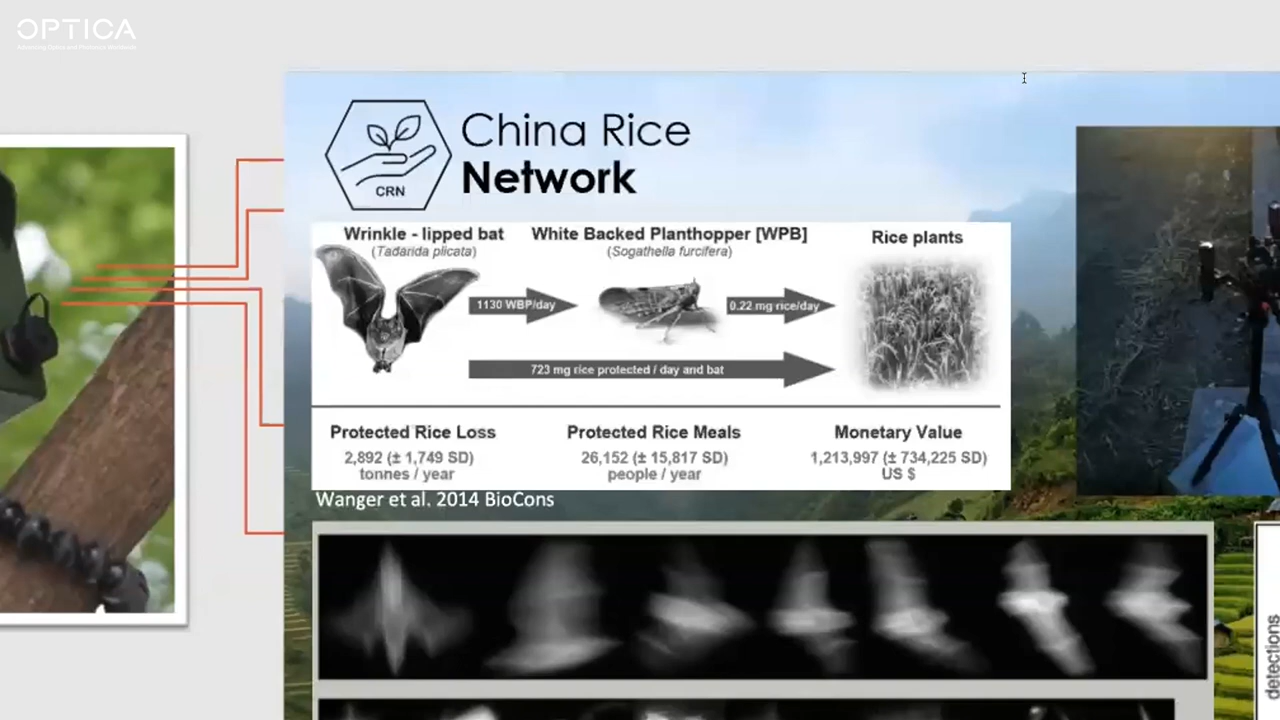 OPTICA
China Rice
Network
CRN
Wrinkle - lipped bat
(Tadarida plicata)
White Backed Planthopper [WPB]
(Sogathella furcifera)
Rice plants
1130 WBP/day
0.22 mg rice/day
723 mg rice protected / day and bat
Protected Rice Loss
2,892 (± 1,749 SD)
tonnes / year
Protected Rice Meals
26,152 (± 15,817 SD)
people / year
Monetary Value
1,213,997 (± 734,225 SD)
US $
Wanger et al. 2014 BioCons
detections